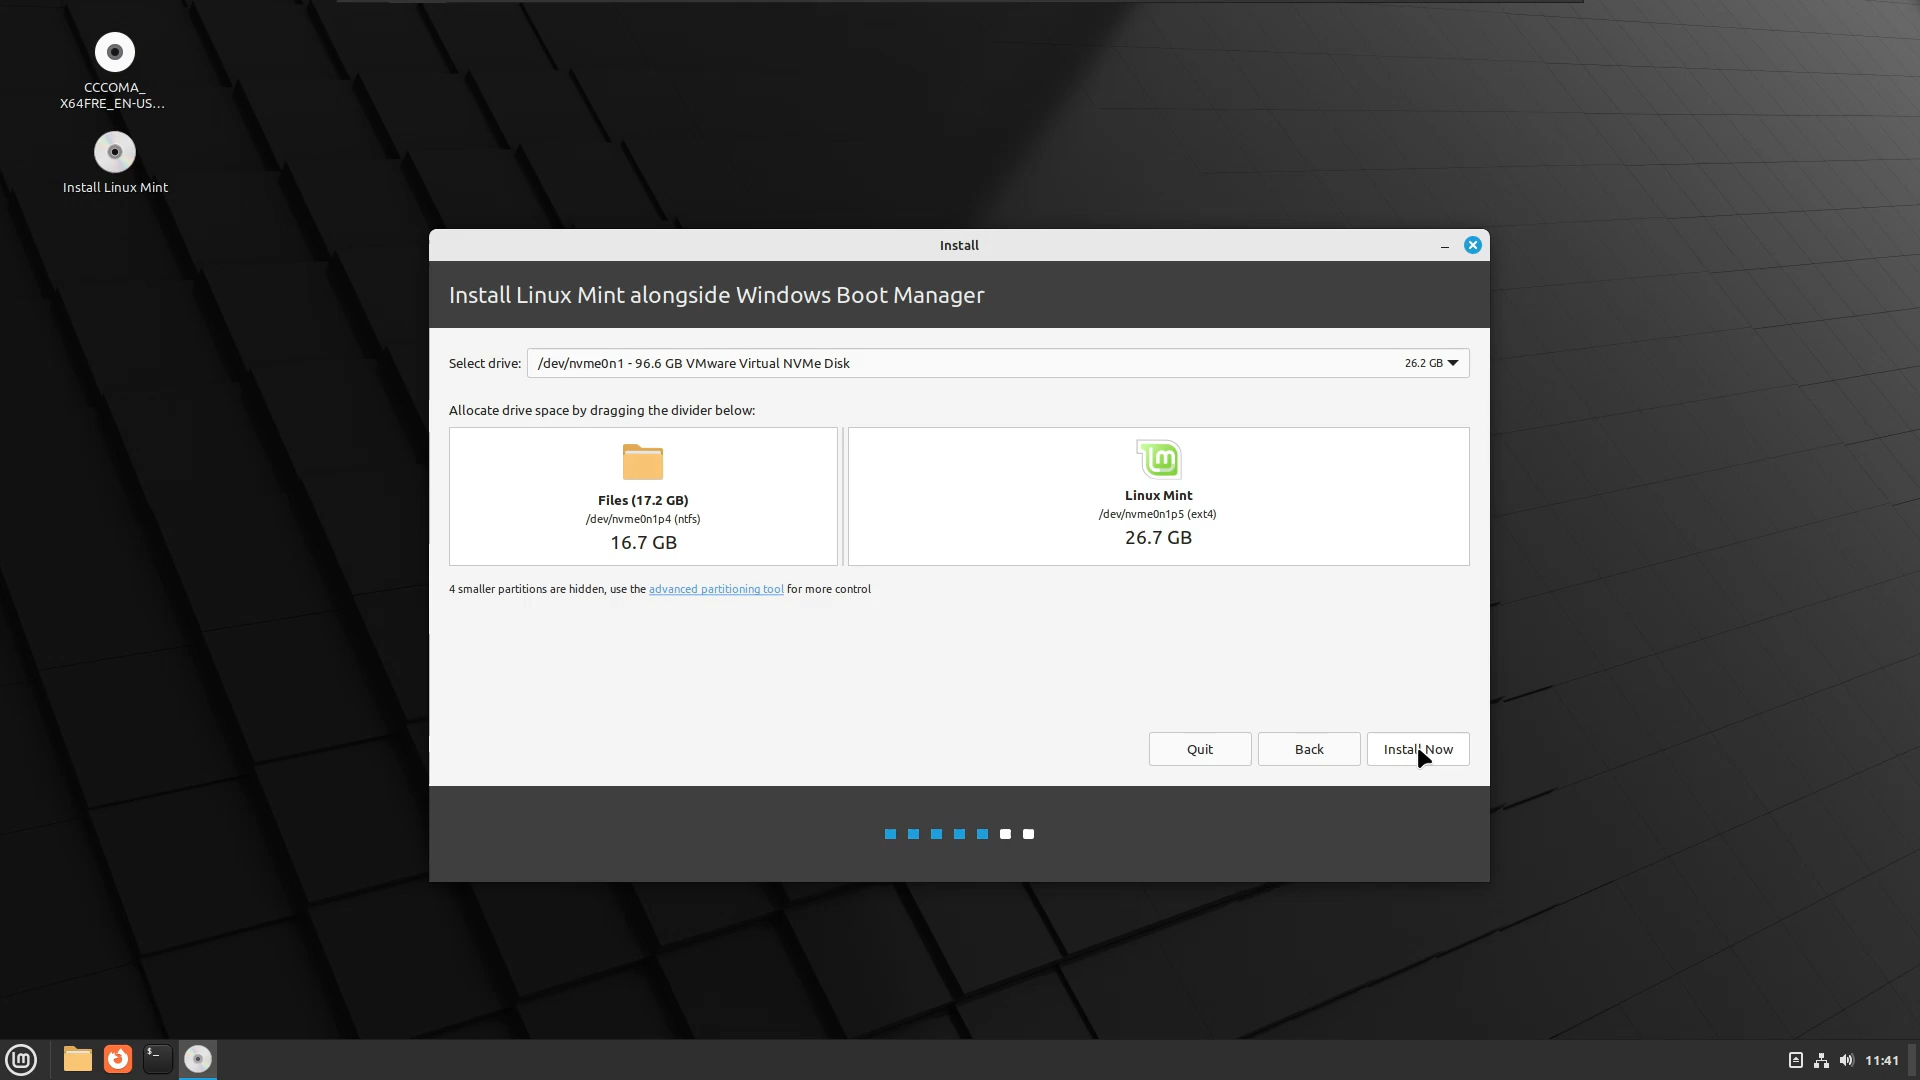 CCCOMA_
X64FRE_EN-US...
Install Linux Mint
Install
Install Linux Mint alongside Windows Boot Manager
Select drive: /dev/nvme0n1 - 96.6 GB VMware Virtual NVMe Disk 26.2 GB
Allocate drive space by dragging the divider below:
Files (17.2 GB)
/dev/nvme0n1p4 (ntfs)
16.7 GB
Linux Mint
/dev/nvme0n1p5 (ext4)
26.7 GB
4 smaller partitions are hidden, use the advanced partitioning tool for more control
Quit
Back
Install Now
11:41